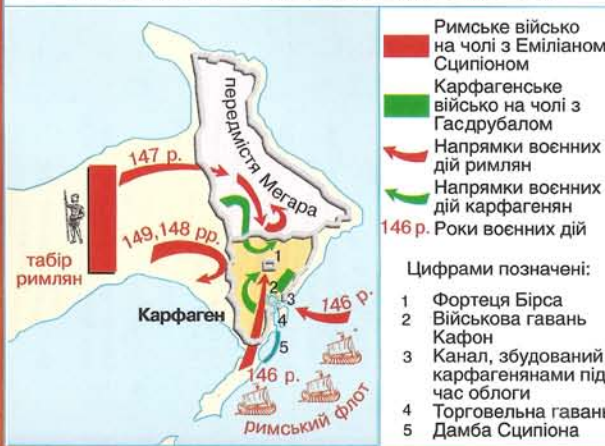 передмістя Мегара
147 р.
149,148 рр.
табір
римлян
Карфаген
1
2
3
4
5
146 р.
146 р.
римський флот
Римське військо
на чолі з Еміліаном
Сципіоном
Карфагенське
військо на чолі з
Гасдрубалом
Напрямки воєнних
дій римлян
Напрямки воєнних
дій карфагенян
146 р. Роки воєнних дій
Цифрами позначені:
1 Фортеця Бірса
2 Військова гавань
Кафон
3 Канал, збудований
карфагенянами під
час облоги
4 Торговельна гавань
5 Дамба Сципіона